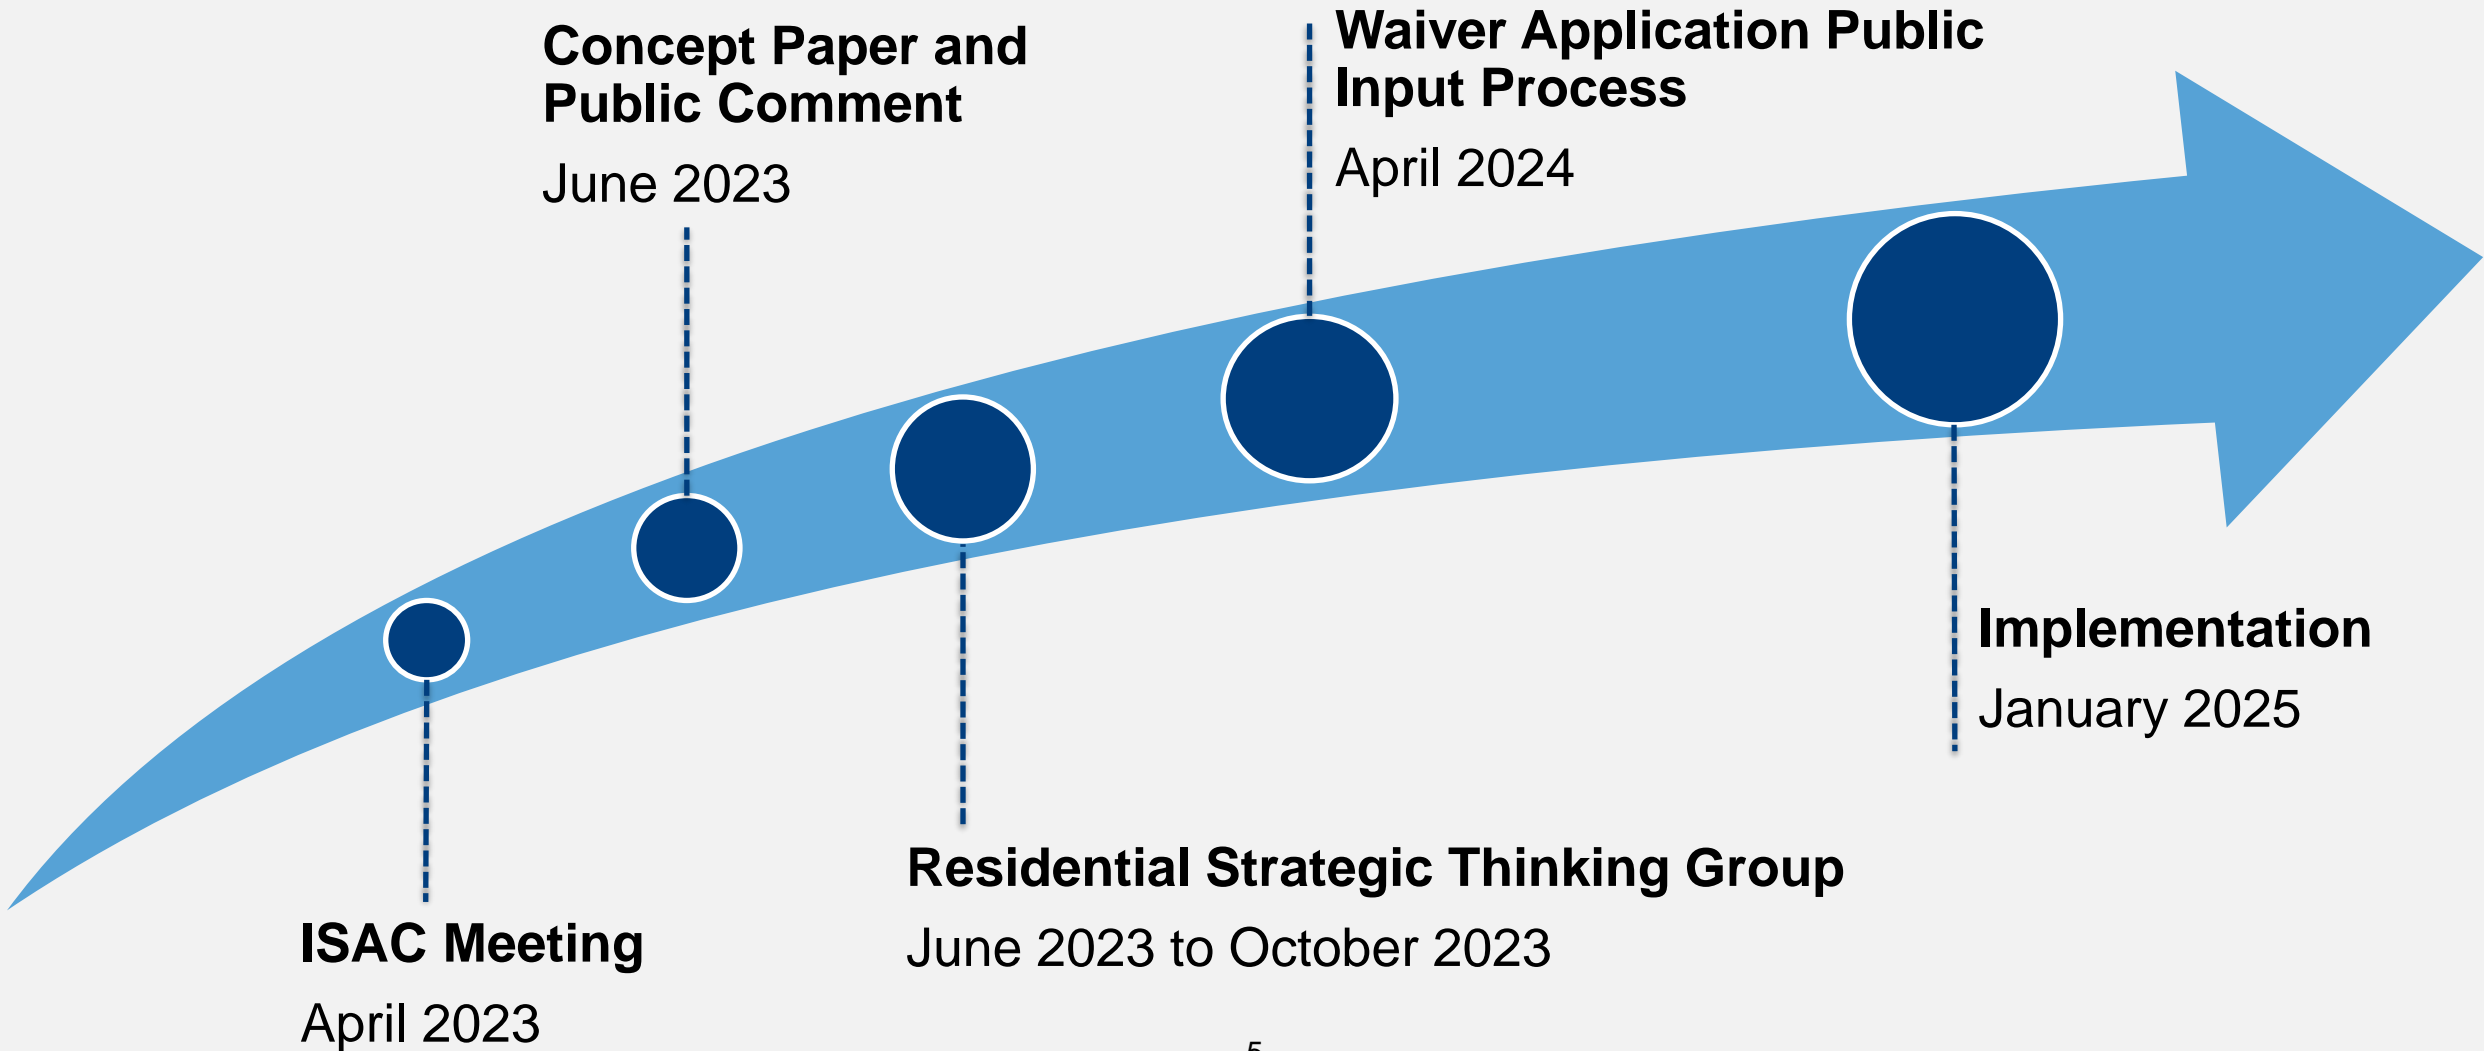 Concept Paper and
Public Comment
June 2023
Waiver Application Public
Input Process
April 2024
Implementation
January 2025
Residential Strategic Thinking Group
June 2023 to October 2023
ISAC Meeting
April 2023
5